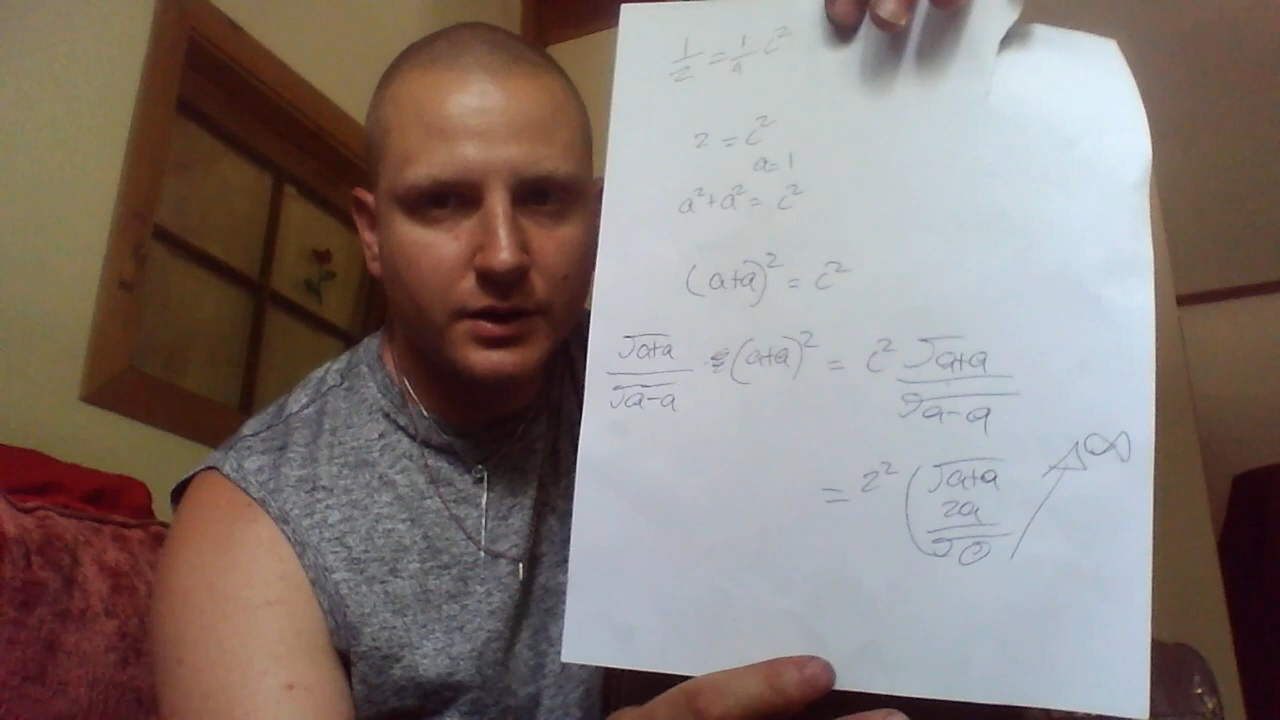 1/2 = 1/4 c²
2 = c²
a=1
a²+a² = c²
(a+a)² = c²
√a+a / √a-a (a+a)² = c² √a+a / √a-a
= 2² ( √a+a 2a / √0 ∞